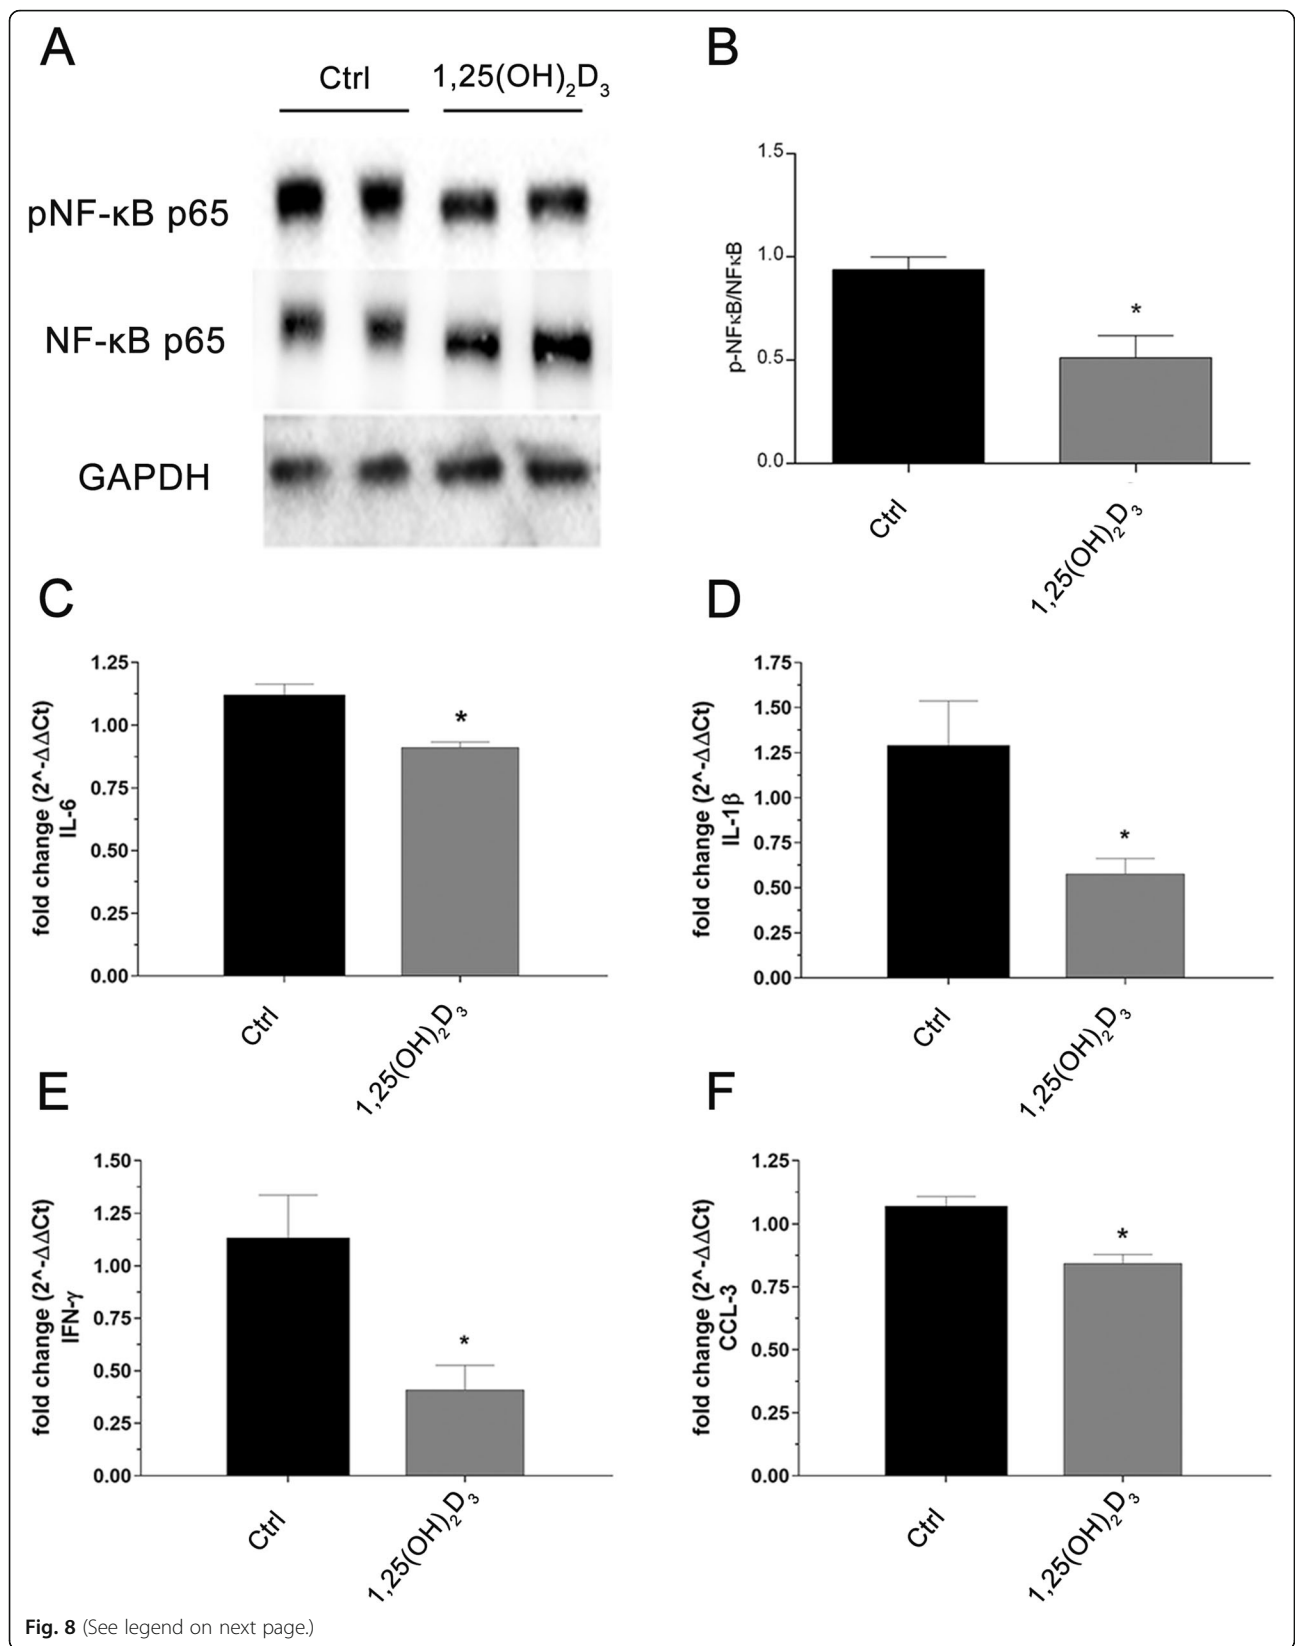 A
Ctrl
1,25(OH)₂D₃
pNF-κB p65
NF-κB p65
GAPDH
B
p-NFκB/NFκB
1.5
1.0
0.5
0.0
*
Ctrl
1,25(OH)₂D₃
C
fold change (2^-ΔΔCt)
IL-6
1.25
1.00
0.75
0.50
0.25
0.00
*
Ctrl
1,25(OH)₂D₃
D
fold change (2^-ΔΔCt)
IL-1β
1.75
1.50
1.25
1.00
0.75
0.50
0.25
0.00
*
Ctrl
1,25(OH)₂D₃
E
fold change (2^-ΔΔCt)
IFN-γ
1.50
1.25
1.00
0.75
0.50
0.25
0.00
*
Ctrl
1,25(OH)₂D₃
F
fold change (2^-ΔΔCt)
CCL-3
1.25
1.00
0.75
0.50
0.25
0.00
*
Ctrl
1,25(OH)₂D₃
Fig. 8 (See legend on next page.)